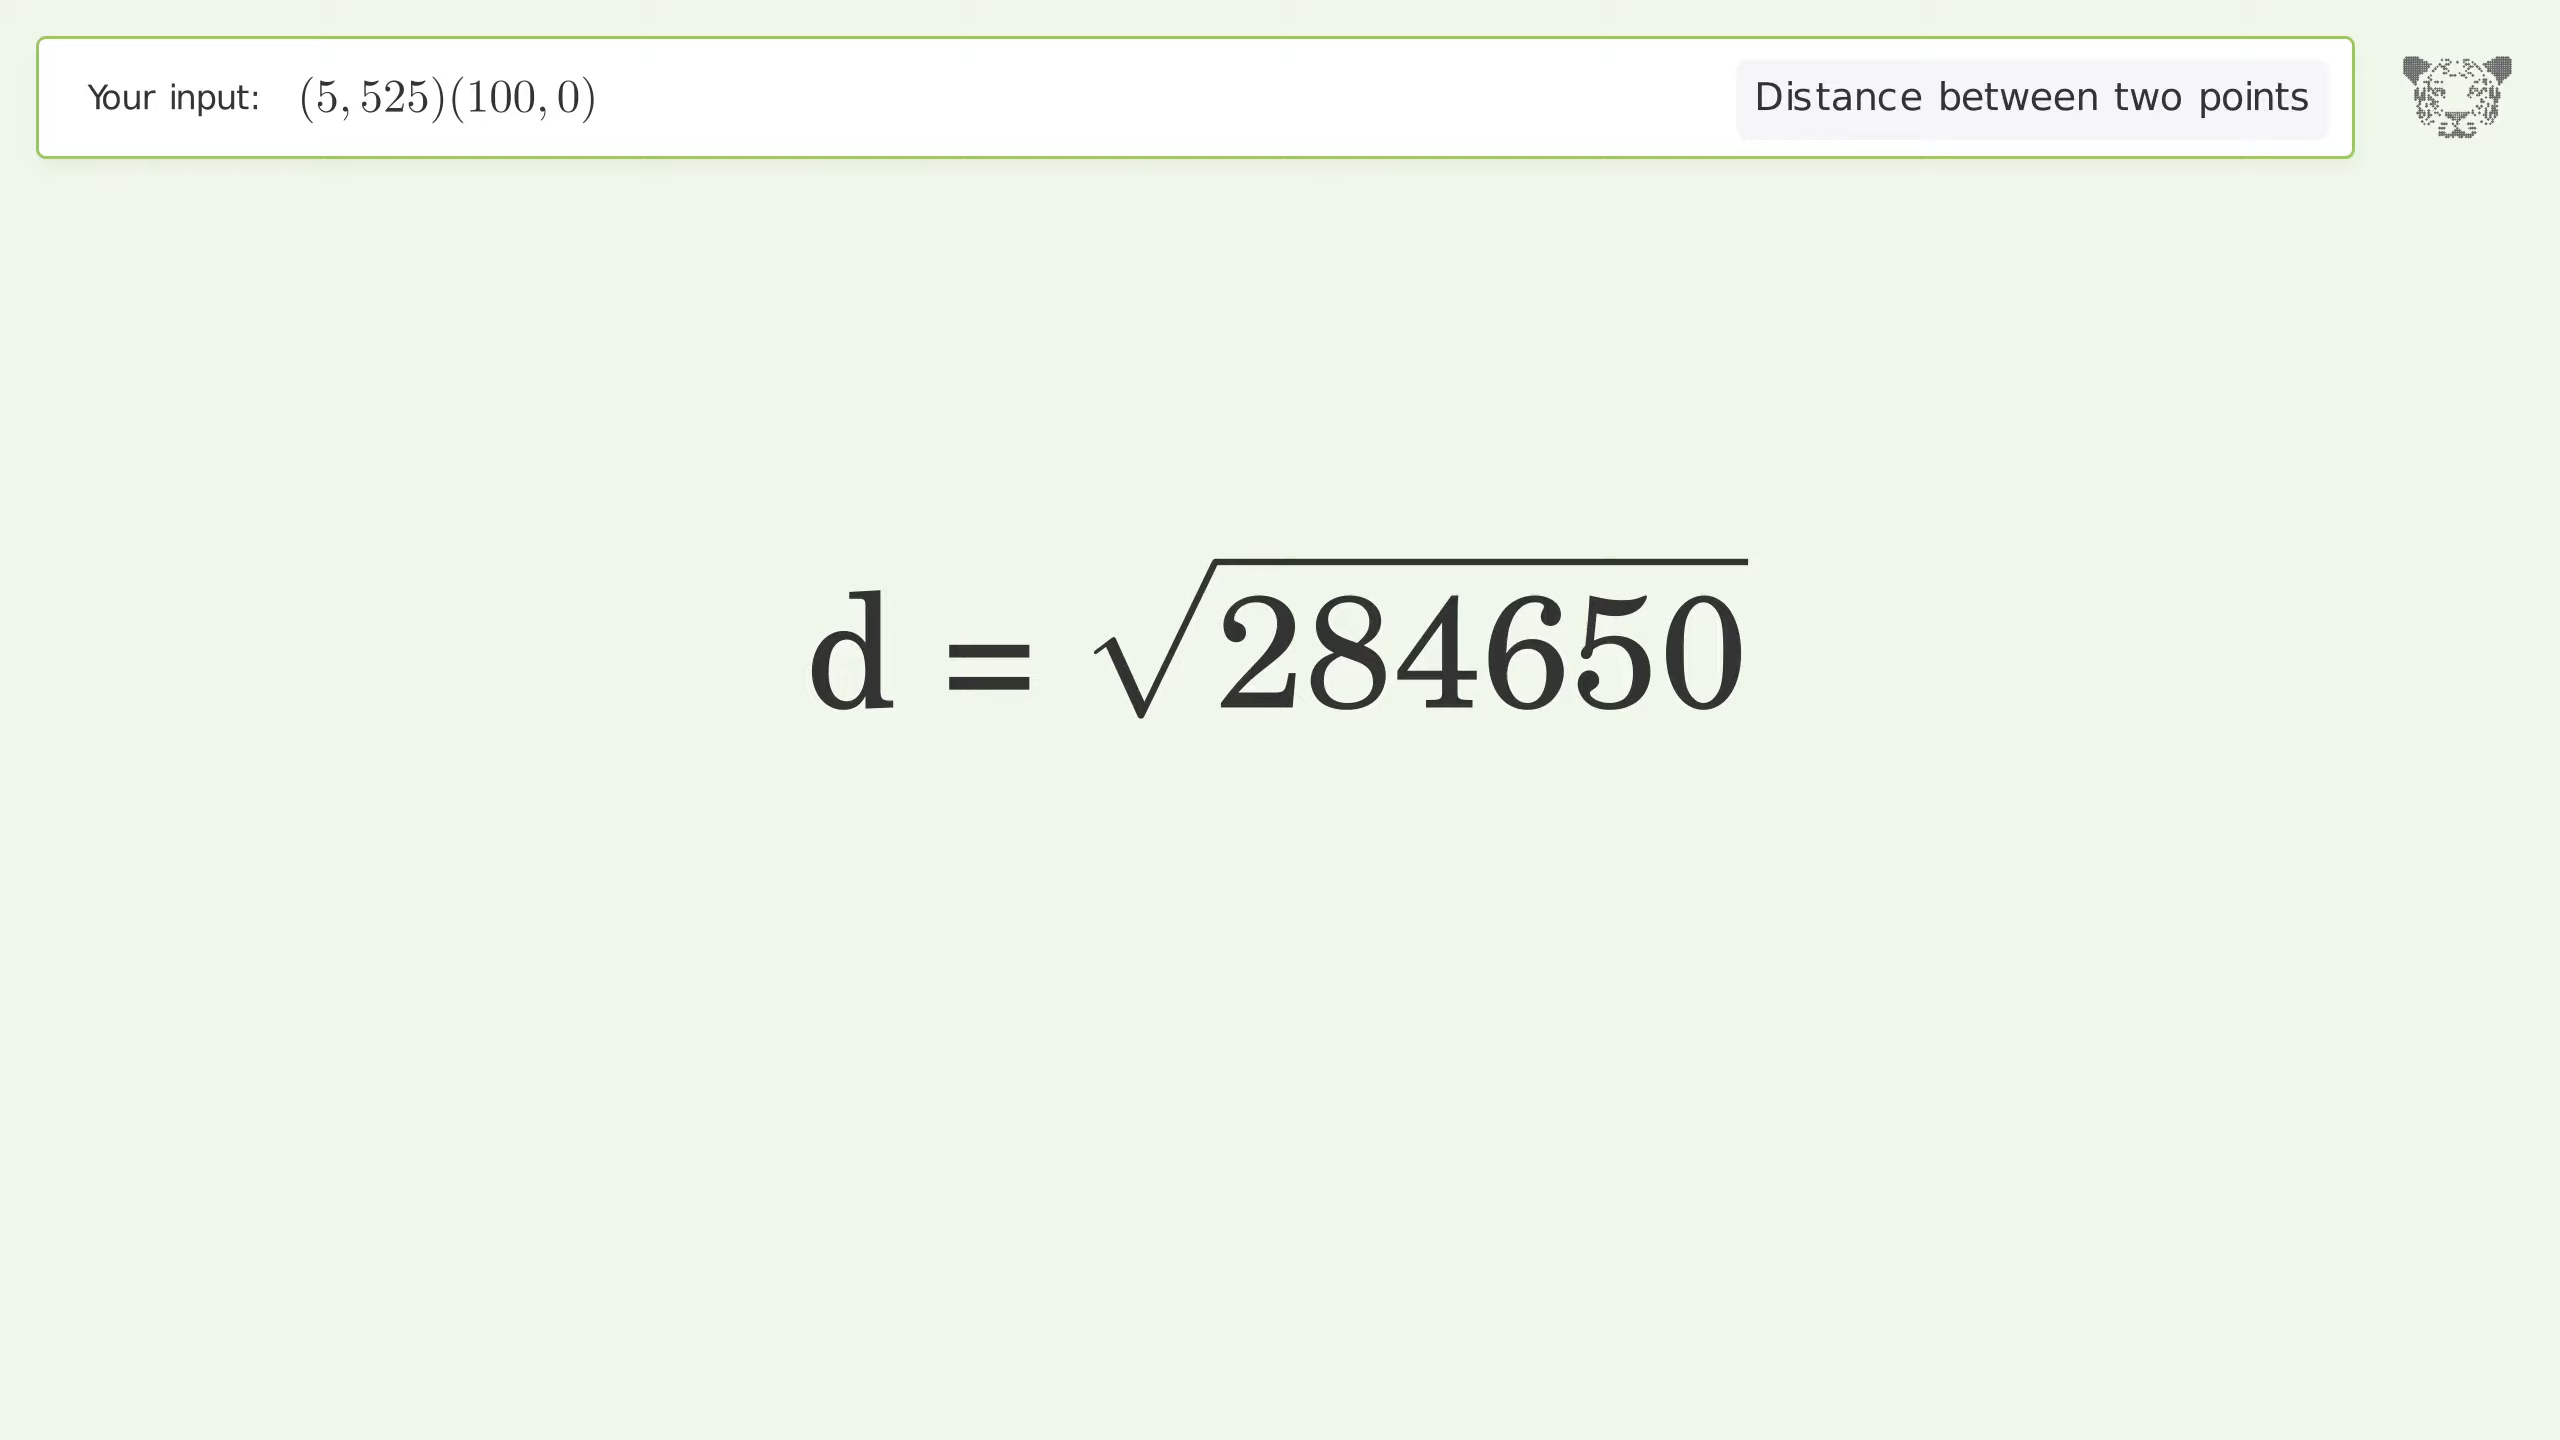 Your input: (5, 525)(100, 0)
Distance between two points
d = √284650